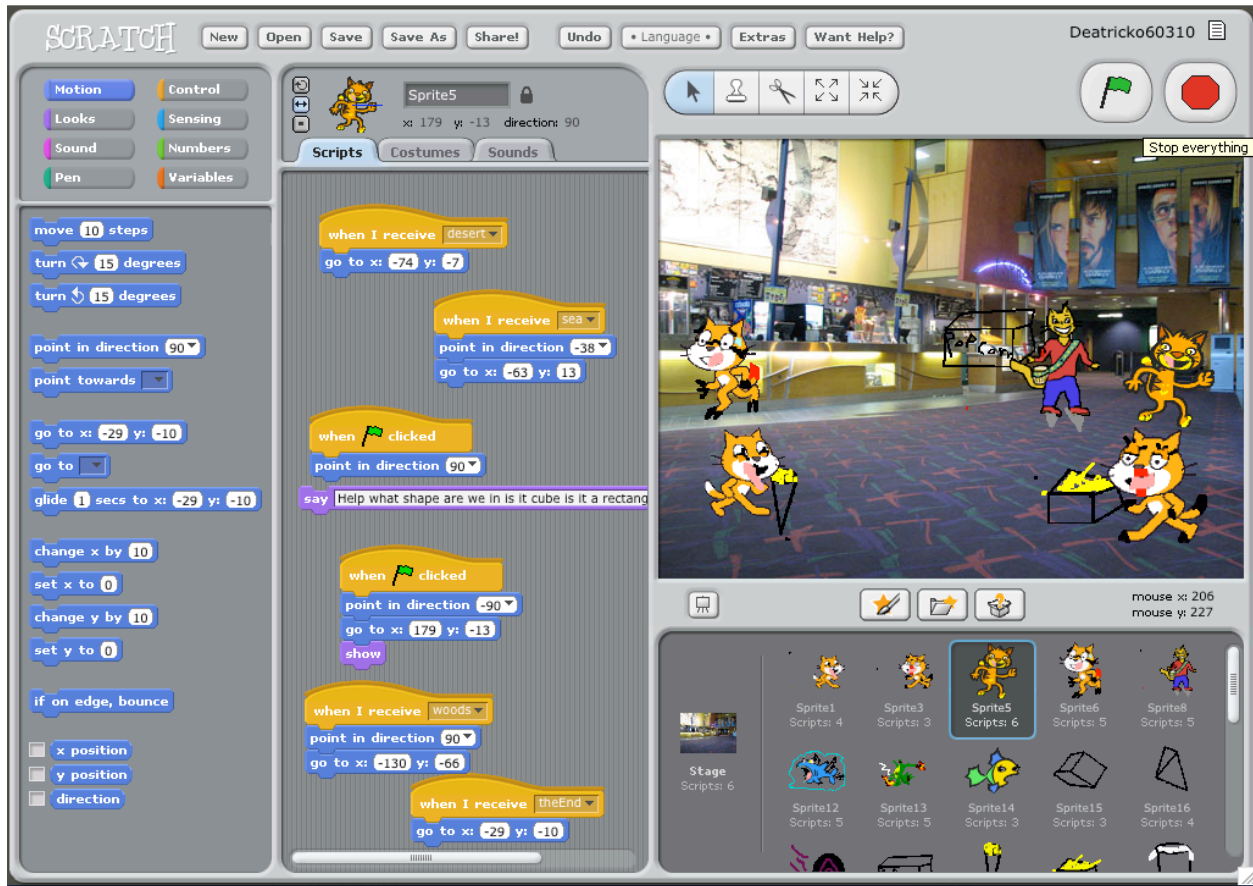 SCRATCH
New
Open
Save
Save As
Share!
Undo
• Language •
Extras
Want Help?
Deatricko60310
Motion
Control
Looks
Sensing
Sound
Numbers
Pen
Variables
move 10 steps
turn 15 degrees
turn 15 degrees
point in direction 90
point towards
go to x: -29 y: -10
go to
glide 1 secs to x: -29 y: -10
change x by 10
set x to 0
change y by 10
set y to 0
if on edge, bounce
x position
y position
direction
Sprite5
x: 179 y: -13 direction: 90
Scripts
Costumes
Sounds
when I receive desert
go to x: -74 y: -7
when I receive sea
point in direction -38
go to x: -63 y: 13
when clicked
point in direction 90
say Help what shape are we in is it cube is it a rectang
when clicked
point in direction -90
go to x: 179 y: -13
show
when I receive woods
point in direction 90
go to x: -130 y: -66
when I receive theEnd
go to x: -29 y: -10
Stop everything
POP Corn
mouse x: 206
mouse y: 227
Stage
Scripts: 6
Sprite1
Scripts: 4
Sprite3
Scripts: 3
Sprite5
Scripts: 6
Sprite6
Scripts: 5
Sprite8
Scripts: 5
Sprite12
Scripts: 5
Sprite13
Scripts: 5
Sprite14
Scripts: 3
Sprite15
Scripts: 3
Sprite16
Scripts: 4